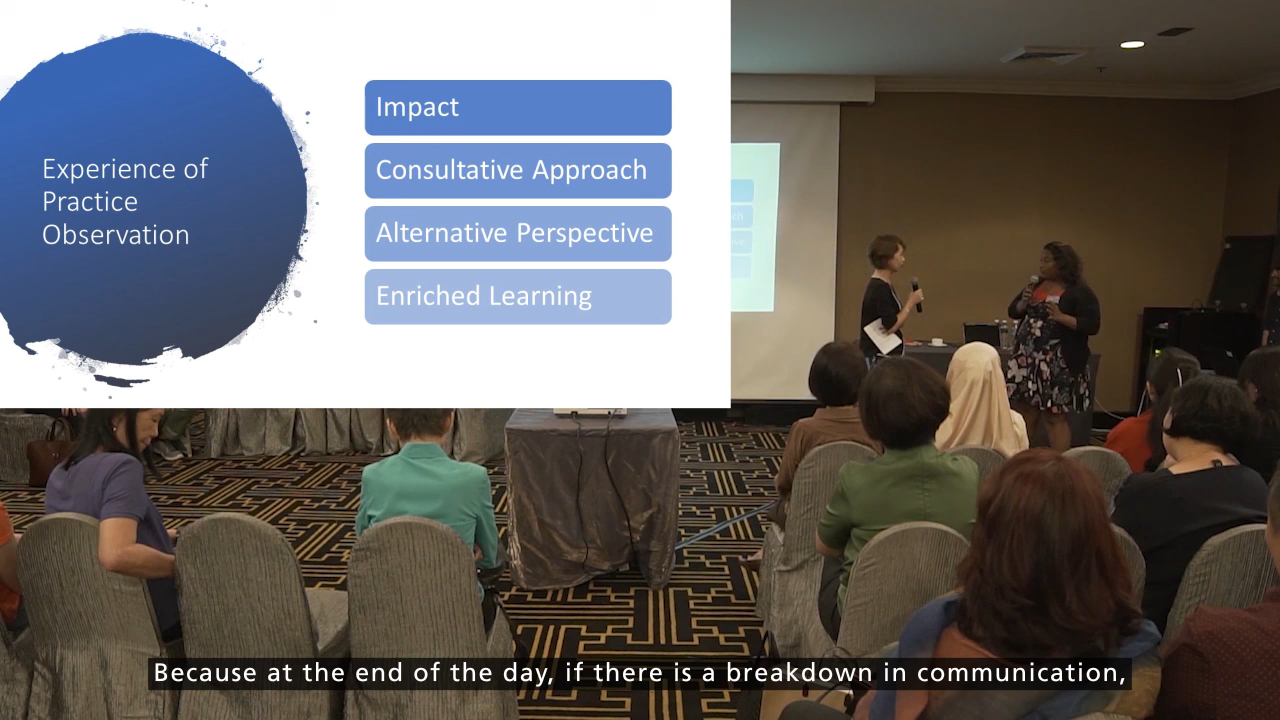 Experience of
Practice
Observation
Impact
Consultative Approach
Alternative Perspective
Enriched Learning
Because at the end of the day, if there is a breakdown in communication,